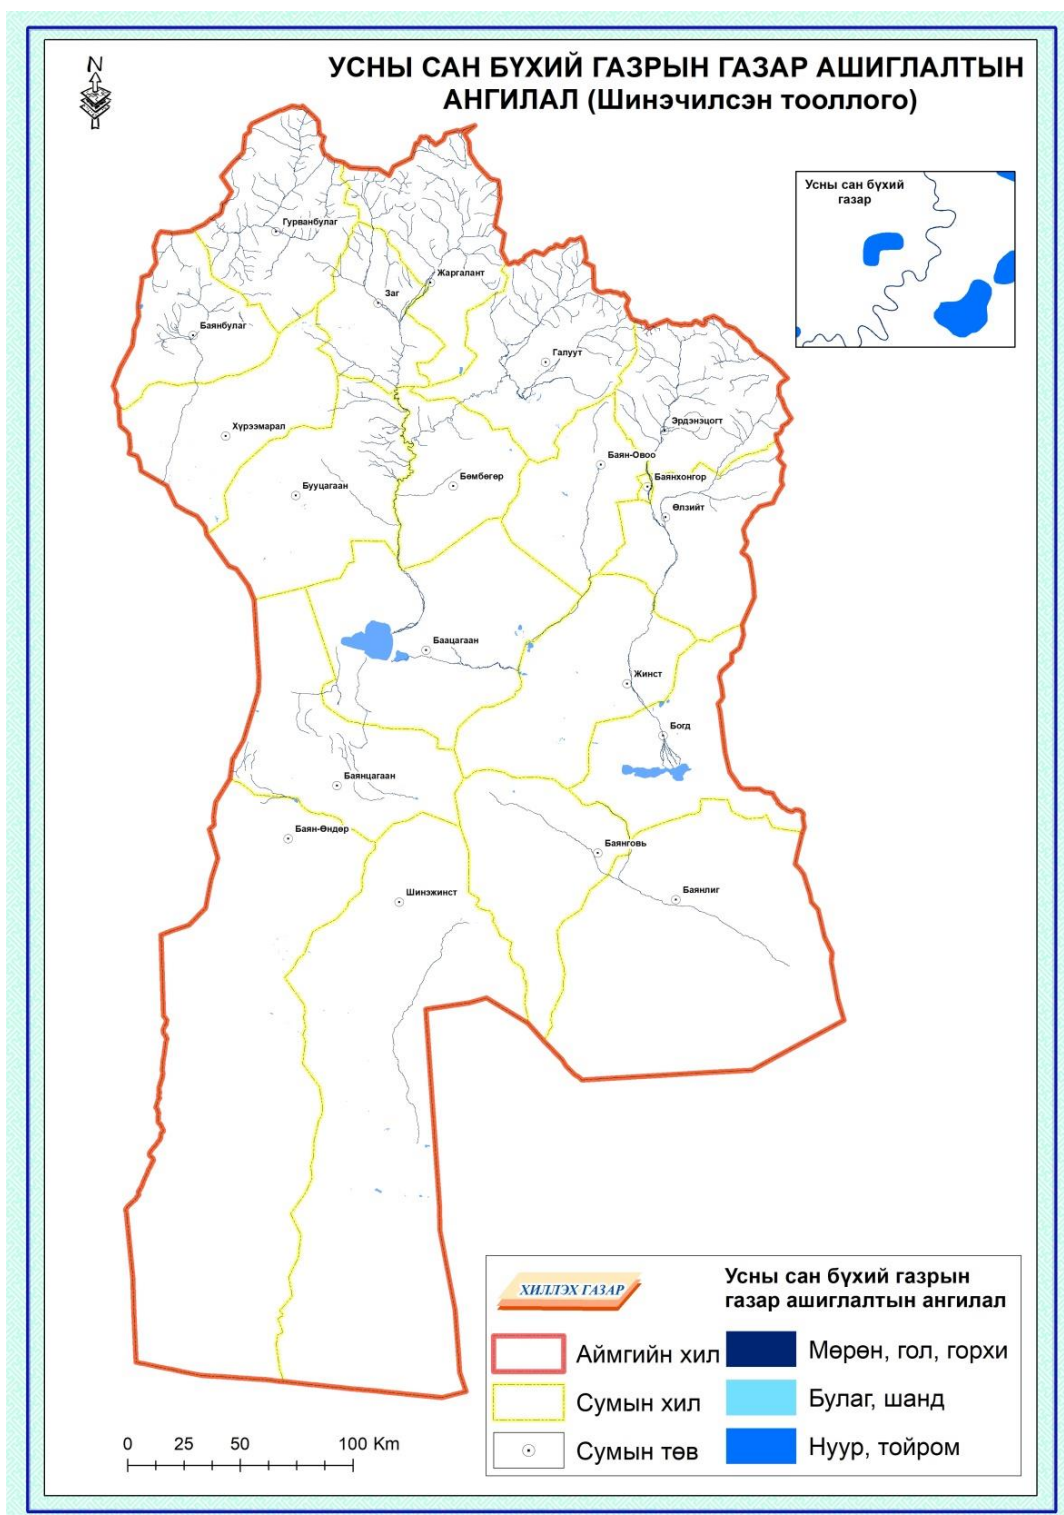 N
УСНЫ САН БҮХИЙ ГАЗРЫН ГАЗАР АШИГЛАЛТЫН
АНГИЛАЛ (Шинэчилсэн тооллого)
Усны сан бүхий
газар
Гурванбулаг
Жаргалант
Заг
Баянбулаг
Галуут
Хүрээмарал
Эрдэнэцогт
Баян-Овоо
Бууцагаан
Бөмбөгөр
Баянхонгор
Өлзийт
Баацагаан
Жинст
Богд
Баянцагаан
Баян-Өндөр
Баянговь
Шинэжинст
Баянлиг
ХИЛЛЭХ ГАЗАР
Усны сан бүхий газрын
газар ашиглалтын ангилал
Аймгийн хил
Мөрөн, гол, горхи
Сумын хил
Булаг, шанд
Сумын төв
Нуур, тойром
0 25 50 100 Km